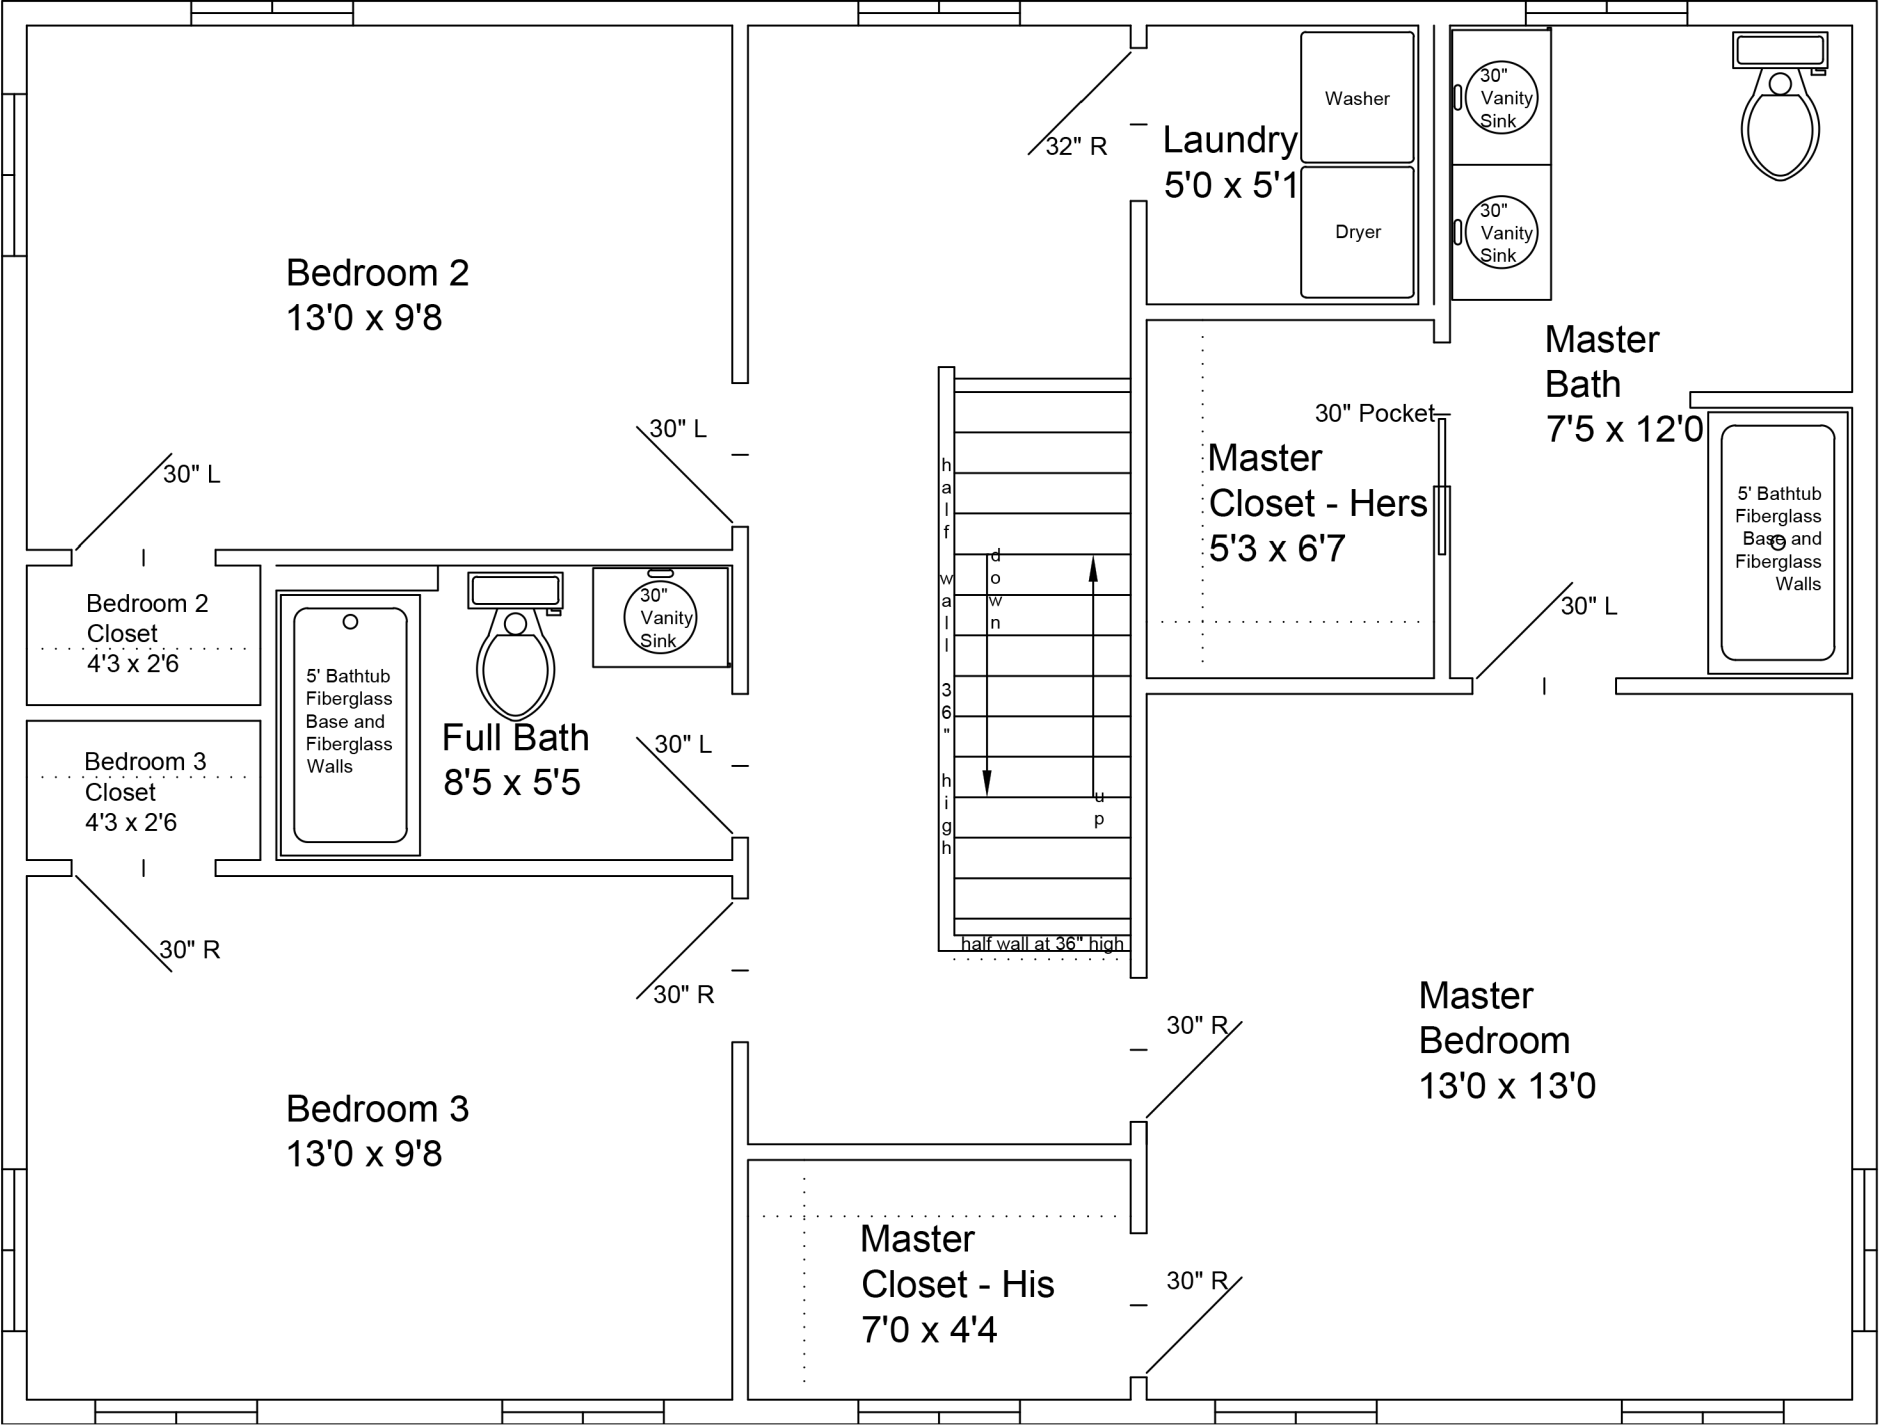 Bedroom 2
13'0 x 9'8
30" L
30" L
Bedroom 2
Closet
4'3 x 2'6
Bedroom 3
Closet
4'3 x 2'6
30" R
5' Bathtub
Fiberglass
Base and
Fiberglass
Walls
30"
Vanity
Sink
Full Bath
8'5 x 5'5
30" L
30" R
Bedroom 3
13'0 x 9'8
32" R
Laundry
5'0 x 5'1
Washer
Dryer
30"
Vanity
Sink
30"
Vanity
Sink
Master
Bath
7'5 x 12'0
30" Pocket
Master
Closet - Hers
5'3 x 6'7
5' Bathtub
Fiberglass
Base and
Fiberglass
Walls
30" L
half wall 36" high
down
up
half wall at 36" high
30" R
Master
Bedroom
13'0 x 13'0
Master
Closet - His
7'0 x 4'4
30" R